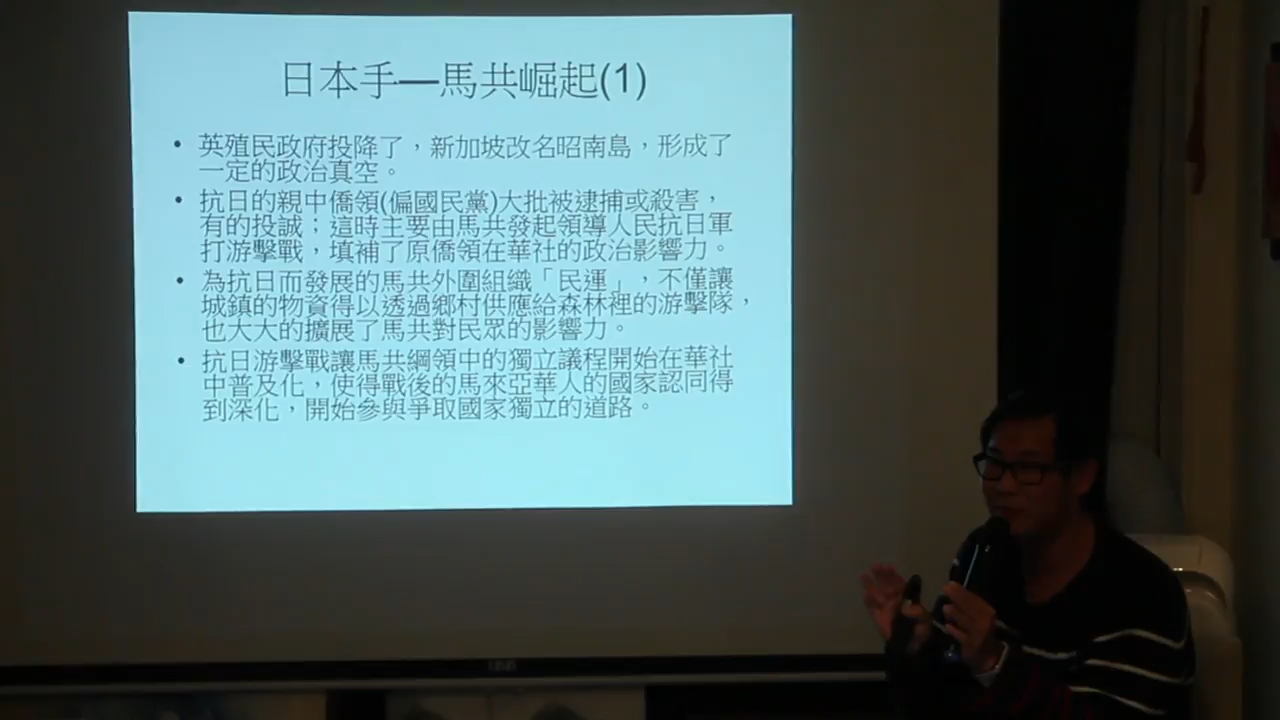 日本手—馬共崛起(1)
• 英殖民政府投降了，新加坡改名昭南島，形成了
一定的政治真空。
• 抗日的親中僑領(偏國民黨)大批被逮捕或殺害，
有的投誠；這時主要由馬共發起領導人民抗日軍
打游擊戰，填補了原僑領在華社的政治影響力。
• 為抗日而發展的馬共外圍組織「民運」，不僅讓
城鎮的物資得以透過鄉村供應給森林裡的游擊隊，
也大大的擴展了馬共對民眾的影響力。
• 抗日游擊戰讓馬共綱領中的獨立議程開始在華社
中普及化，使得戰後的馬來亞華人的國家認同得
到深化，開始參與爭取國家獨立的道路。